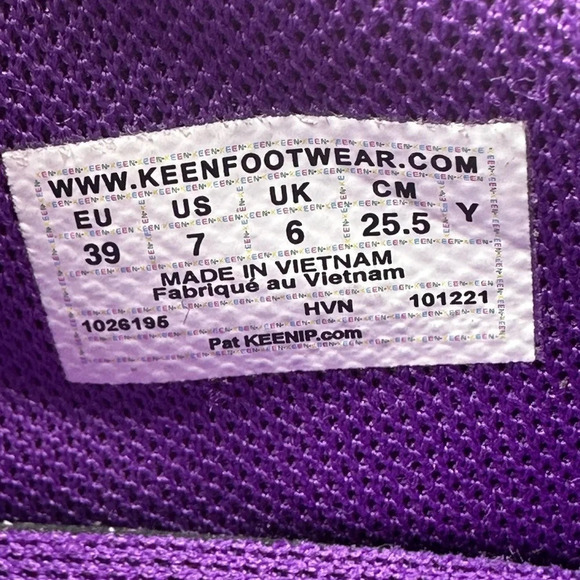 WWW.KEENFOOTWEAR.COM
EU US UK CM Y
39 7 6 25.5
MADE IN VIETNAM
Fabriqué au Vietnam
1026195 HVN 101221
Pat KEENIP.com